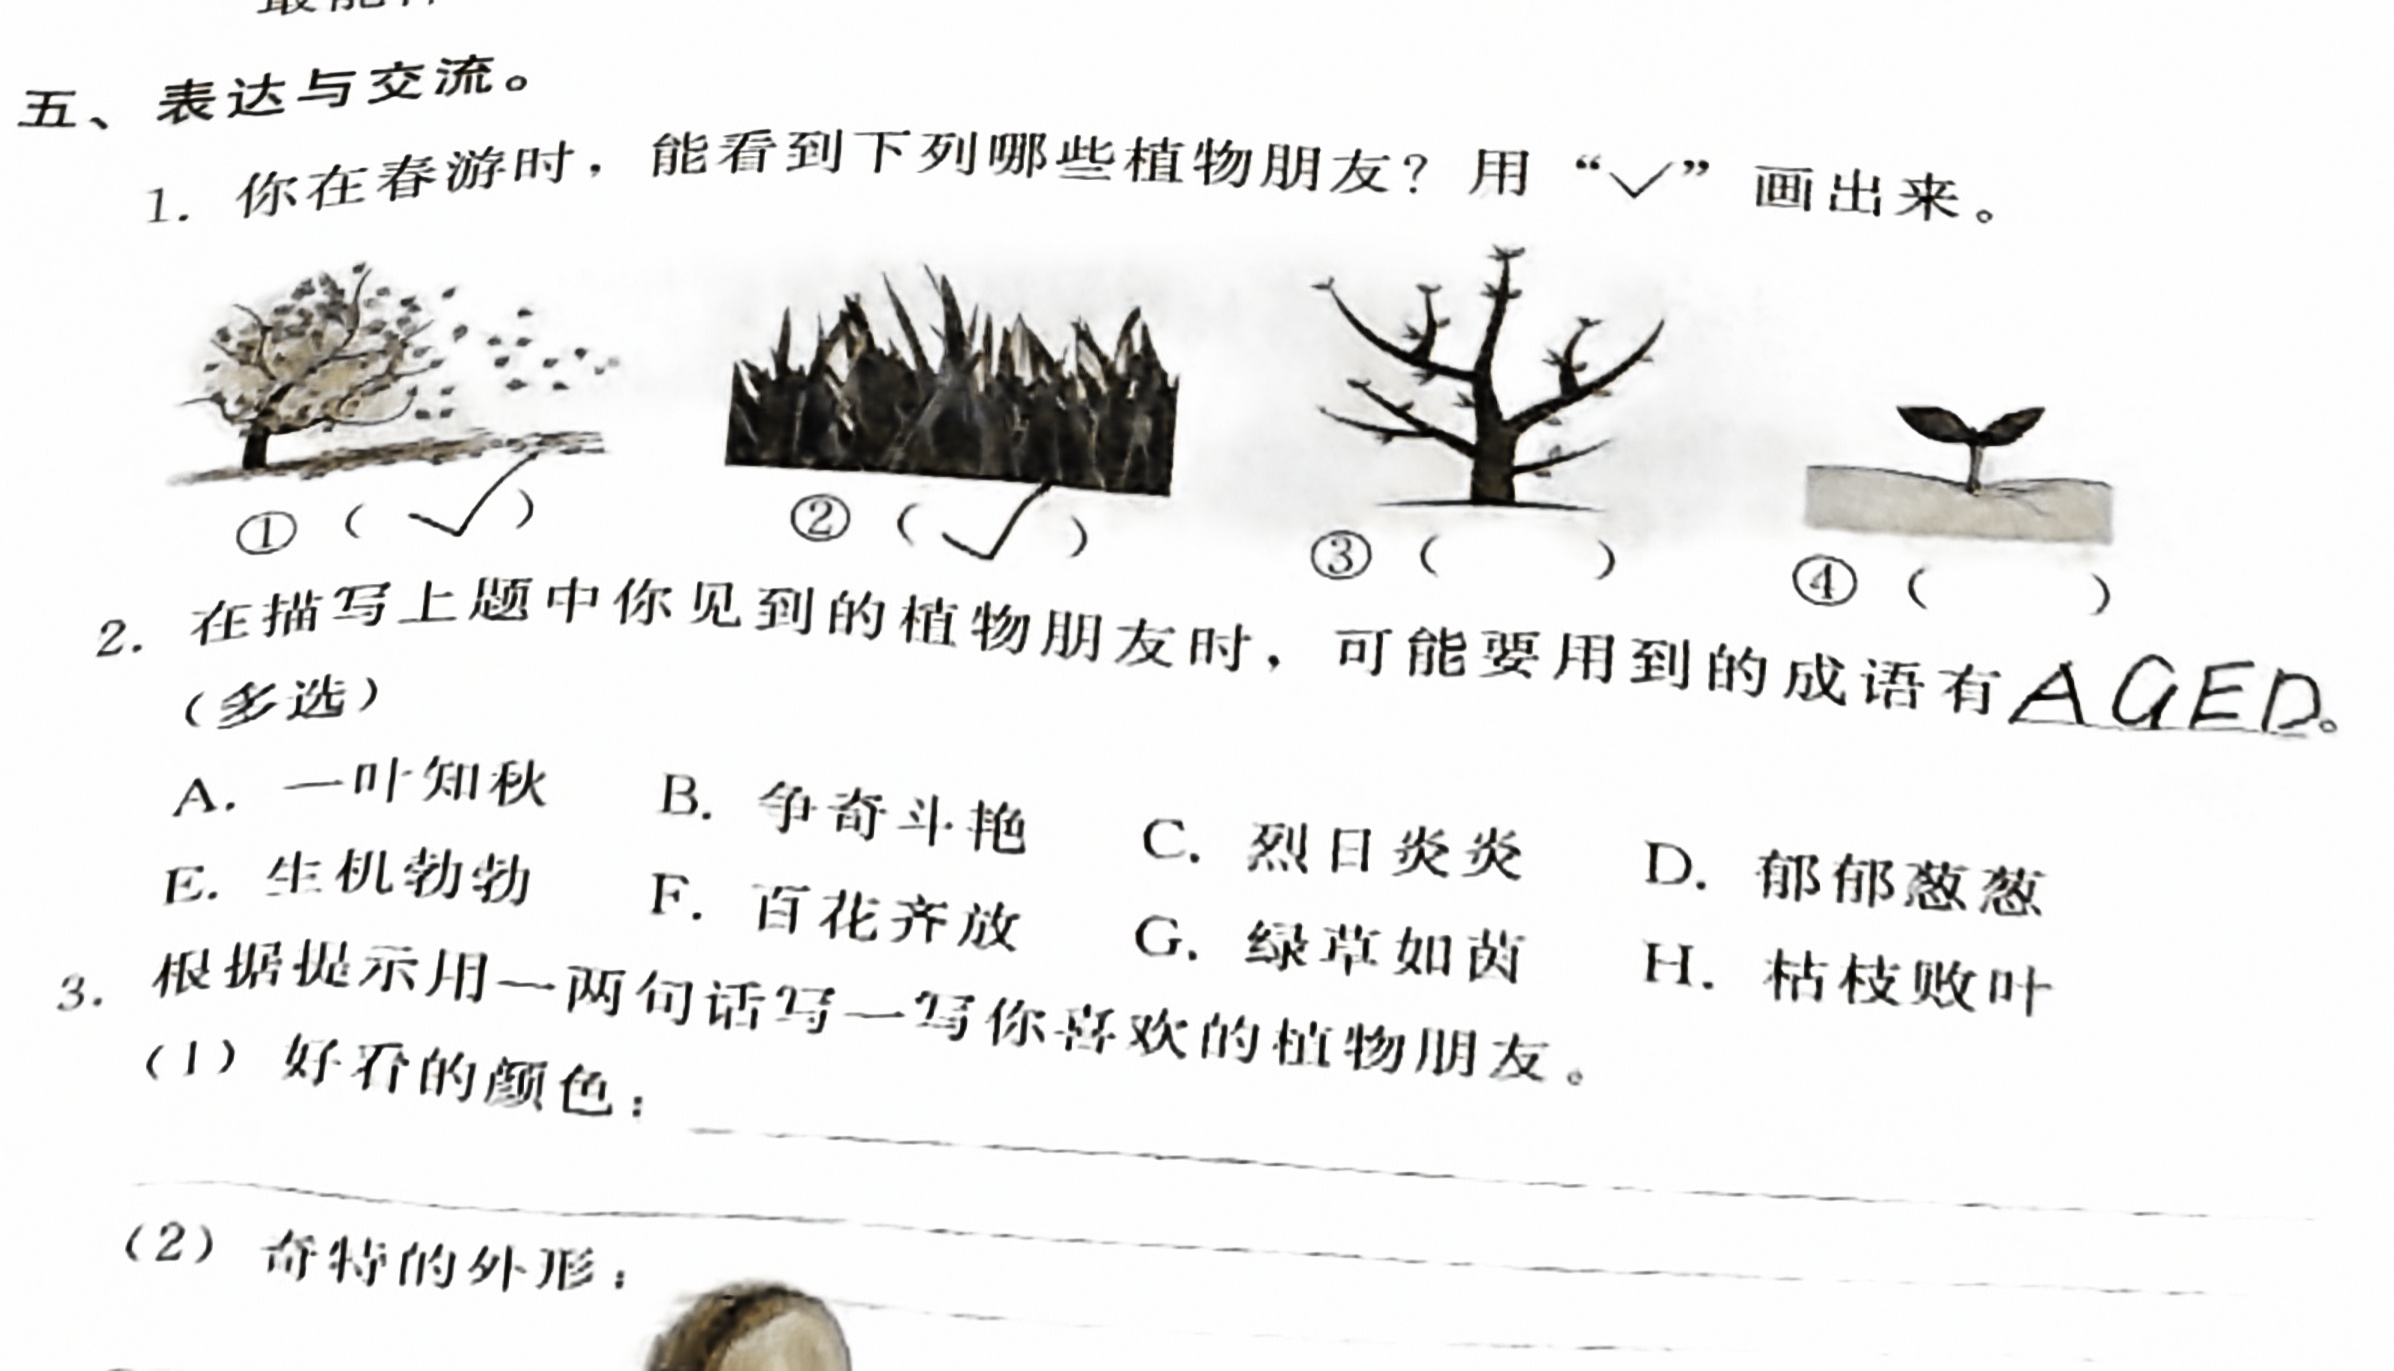 五、表达与交流。
1. 你在春游时，能看到下列哪些植物朋友？用“✓”画出来。
①（✓） ②（✓） ③（ ） ④（ ）
2. 在描写上题中你见到的植物朋友时，可能要用到的成语有AGED。
（多选）
A. 一叶知秋 B. 争奇斗艳 C. 烈日炎炎 D. 郁郁葱葱
E. 生机勃勃 F. 百花齐放 G. 绿草如茵 H. 枯枝败叶
3. 根据提示用一两句话写一写你喜欢的植物朋友。
（1）好看的颜色：
（2）奇特的外形：